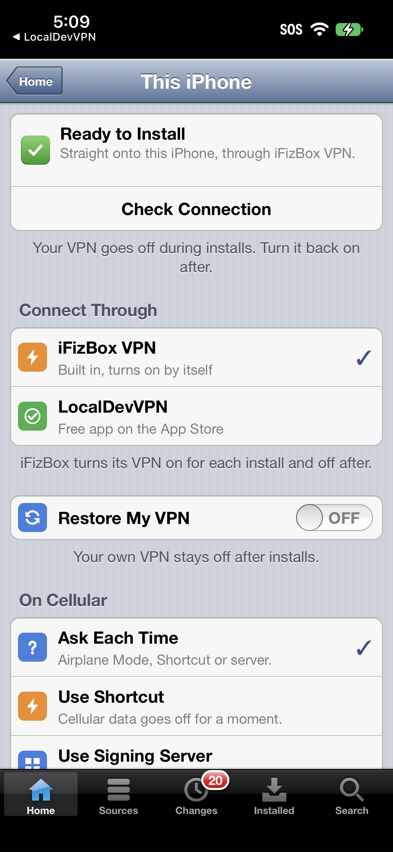 5:09
SOS
◀ LocalDevVPN
Home
This iPhone
Ready to Install
Straight onto this iPhone, through iFizBox VPN.
Check Connection
Your VPN goes off during installs. Turn it back on
after.
Connect Through
iFizBox VPN
Built in, turns on by itself
LocalDevVPN
Free app on the App Store
iFizBox turns its VPN on for each install and off after.
Restore My VPN
OFF
Your own VPN stays off after installs.
On Cellular
?
Ask Each Time
Airplane Mode, Shortcut or server.
Use Shortcut
Cellular data goes off for a moment.
Use Signing Server
20
Home
Sources
Changes
Installed
Search